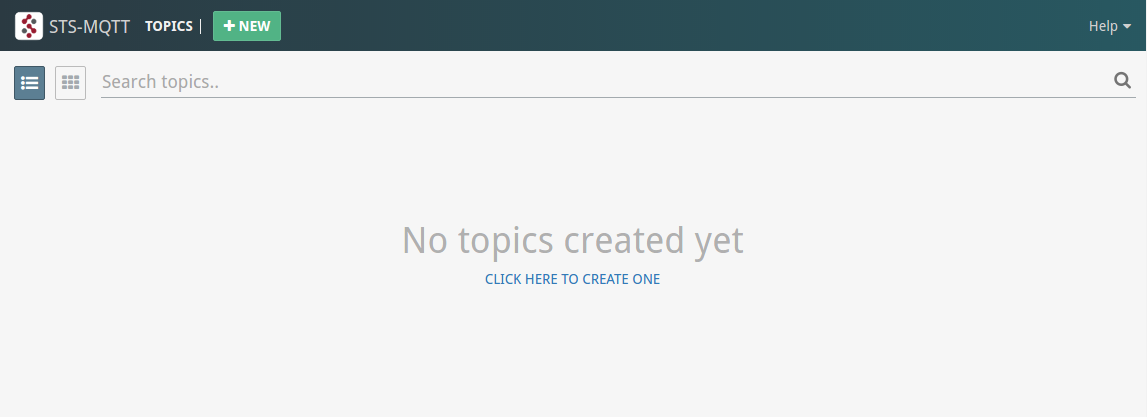 STS-MQTT TOPICS | + NEW Help
Search topics..
No topics created yet
CLICK HERE TO CREATE ONE